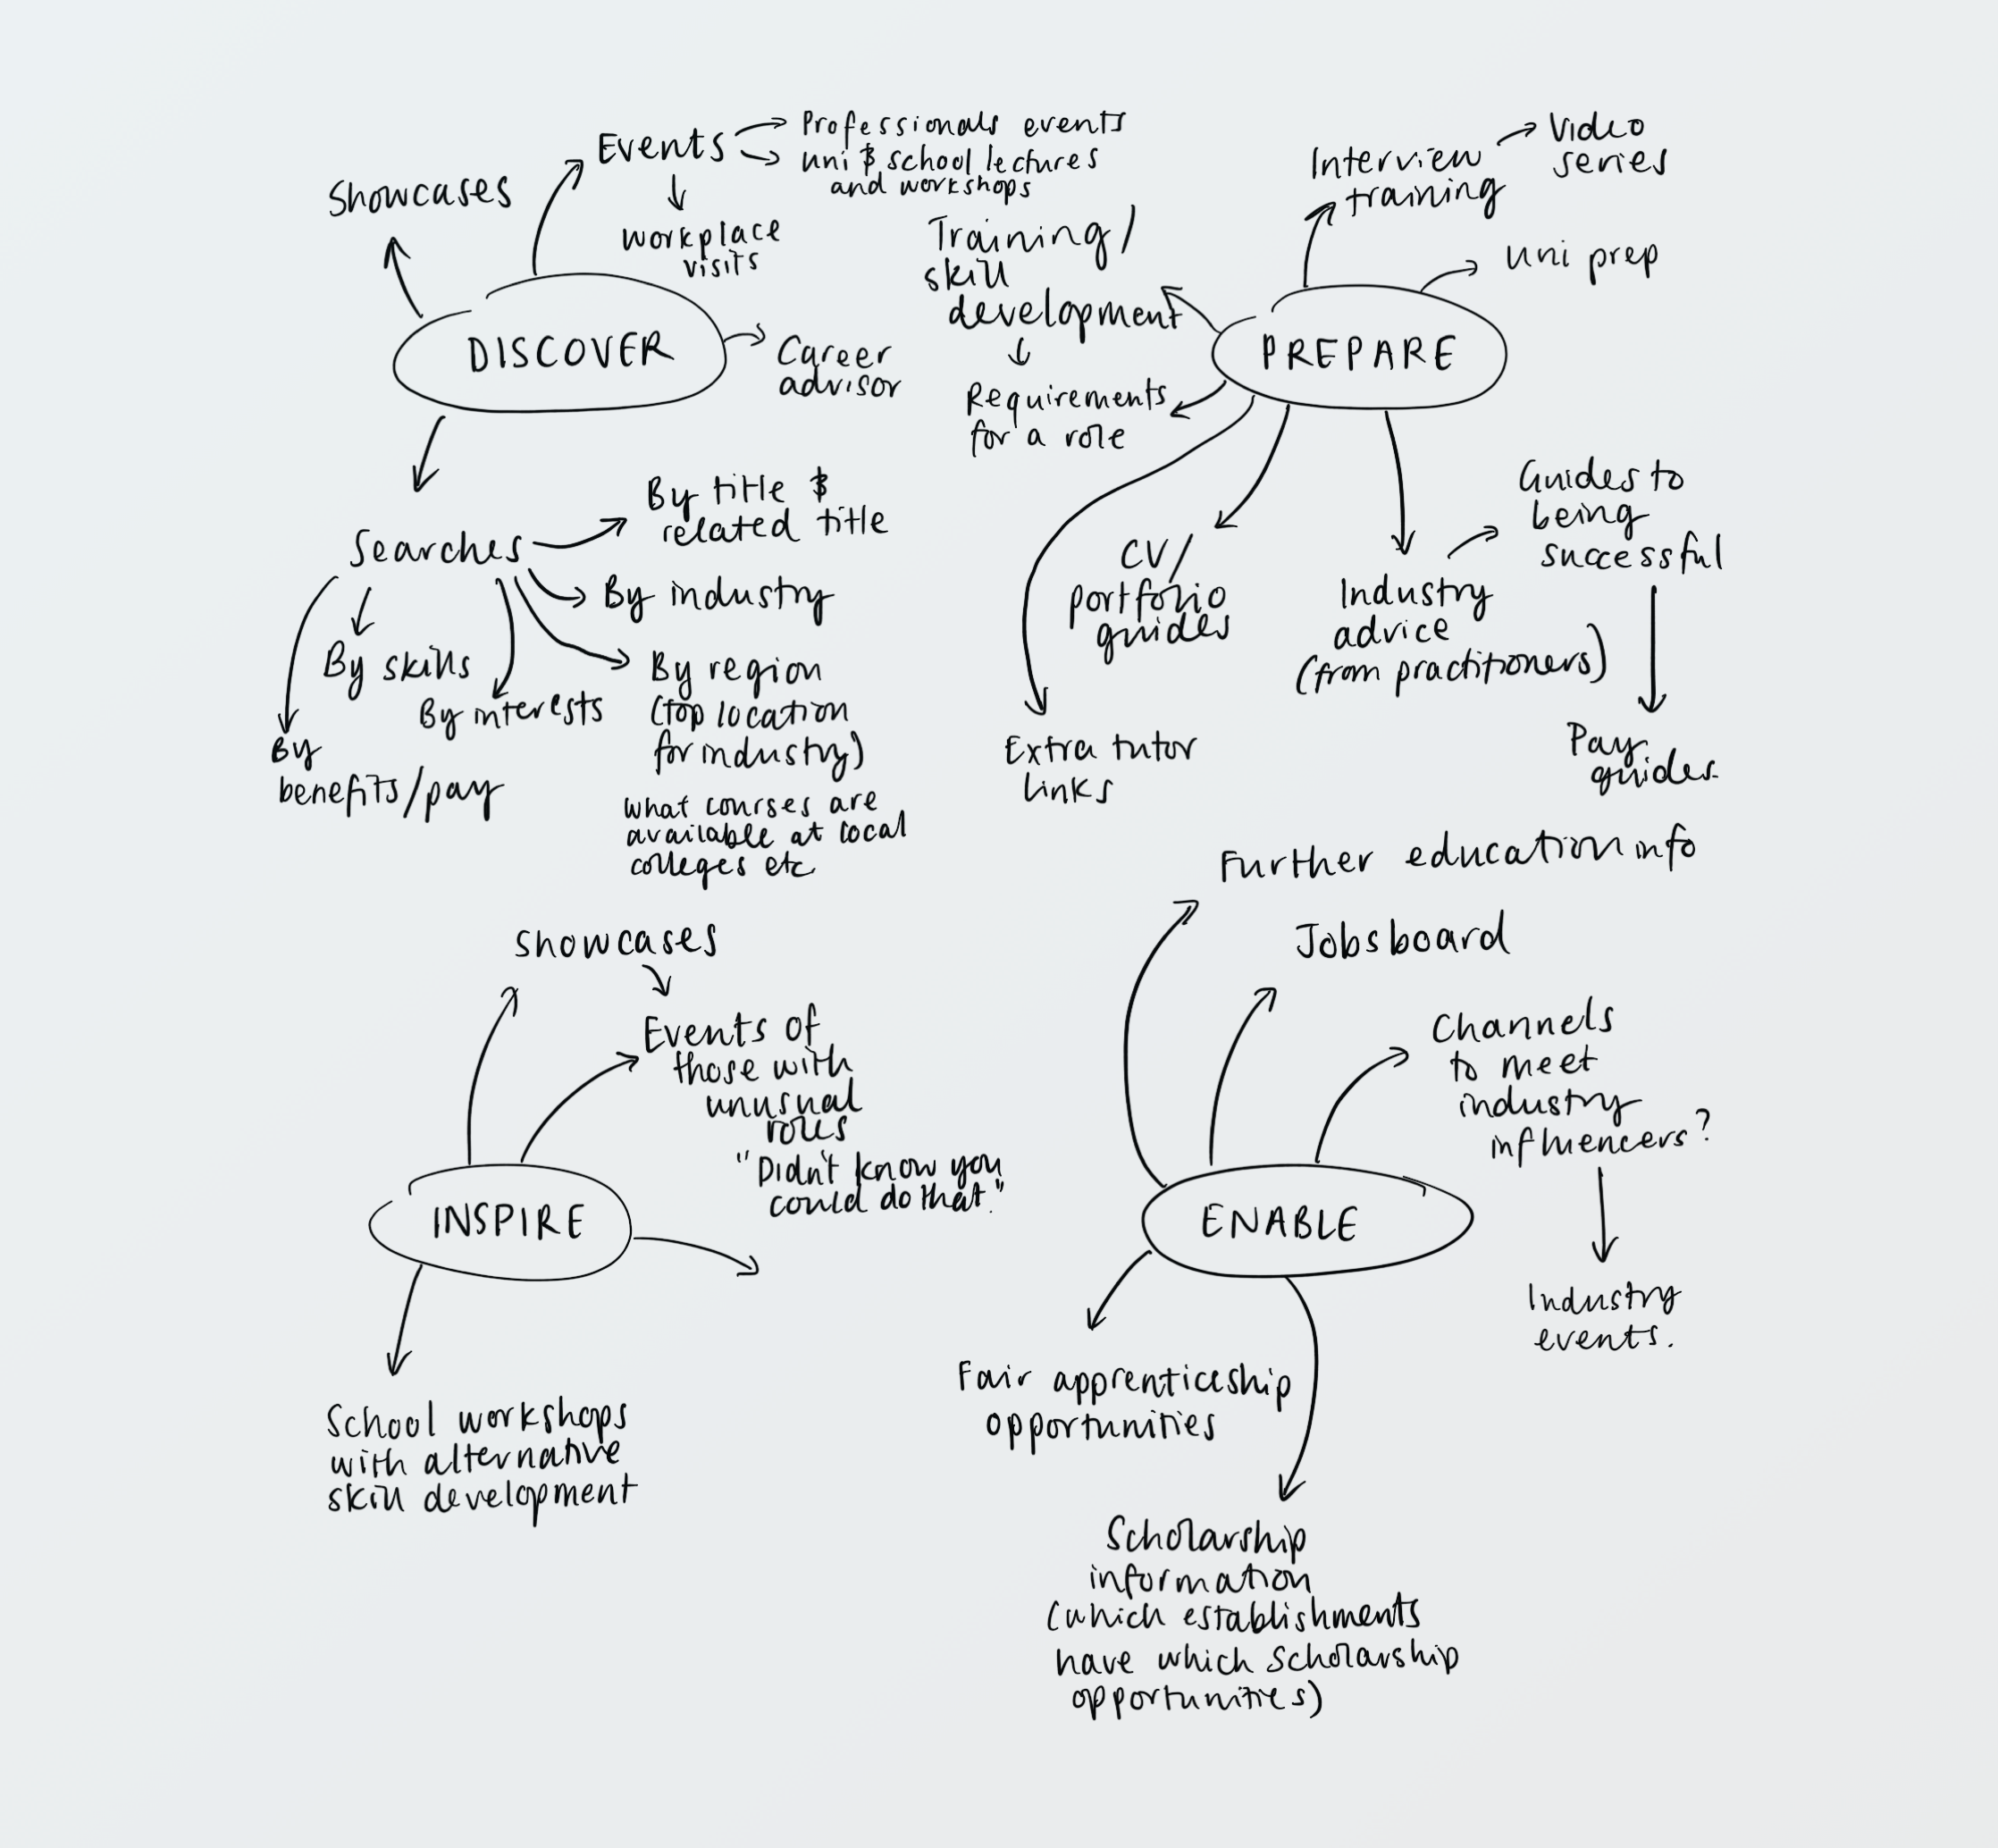 Showcases
Events
Professionals events
uni & school lectures
and workshops
workplace
visits
DISCOVER
Career
advisor
Searches
By title &
related title
By industry
By skills
By interests
By region
(top location
for industry)
what courses are
available at local
colleges etc
By
benefits/pay
Interview
training
Video
series
uni prep
Training/
skill
development
PREPARE
Requirements
for a role
CV/
portfolio
guides
Guides to
being
successful
Industry
advice
(from practitioners)
Extra tutor
links
Pay
guides.
showcases
Events of
those with
unusual
roles
"Didn't know you
could do that."
INSPIRE
School workshops
with alternative
skill development
Further education info
Jobsboard
Channels
to meet
industry
influencers?
ENABLE
Industry
events.
Fair apprenticeship
opportunities
Scholarship
information
(which establishments
have which scholarship
opportunities)